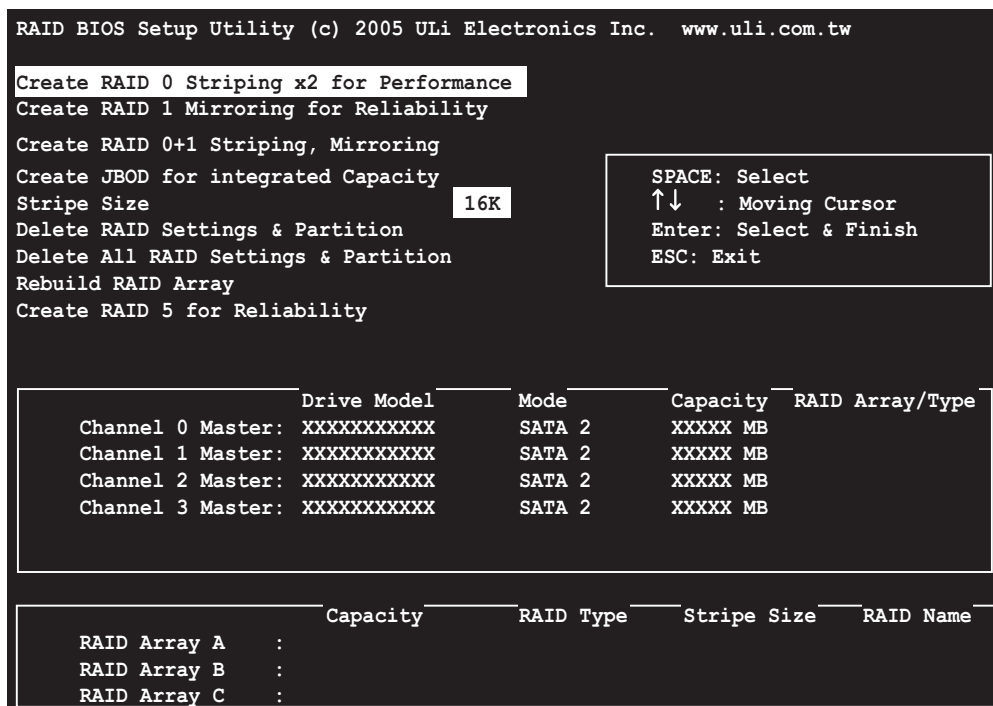 RAID BIOS Setup Utility (c) 2005 ULi Electronics Inc. www.uli.com.tw
Create RAID 0 Striping x2 for Performance
Create RAID 1 Mirroring for Reliability
Create RAID 0+1 Striping, Mirroring
Create JBOD for integrated Capacity
Stripe Size 16K
Delete RAID Settings & Partition
Delete All RAID Settings & Partition
Rebuild RAID Array
Create RAID 5 for Reliability
SPACE: Select
↑↓ : Moving Cursor
Enter: Select & Finish
ESC: Exit
Drive Model Mode Capacity RAID Array/Type
Channel 0 Master: XXXXXXXXXXX SATA 2 XXXXX MB
Channel 1 Master: XXXXXXXXXXX SATA 2 XXXXX MB
Channel 2 Master: XXXXXXXXXXX SATA 2 XXXXX MB
Channel 3 Master: XXXXXXXXXXX SATA 2 XXXXX MB
Capacity RAID Type Stripe Size RAID Name
RAID Array A :
RAID Array B :
RAID Array C :